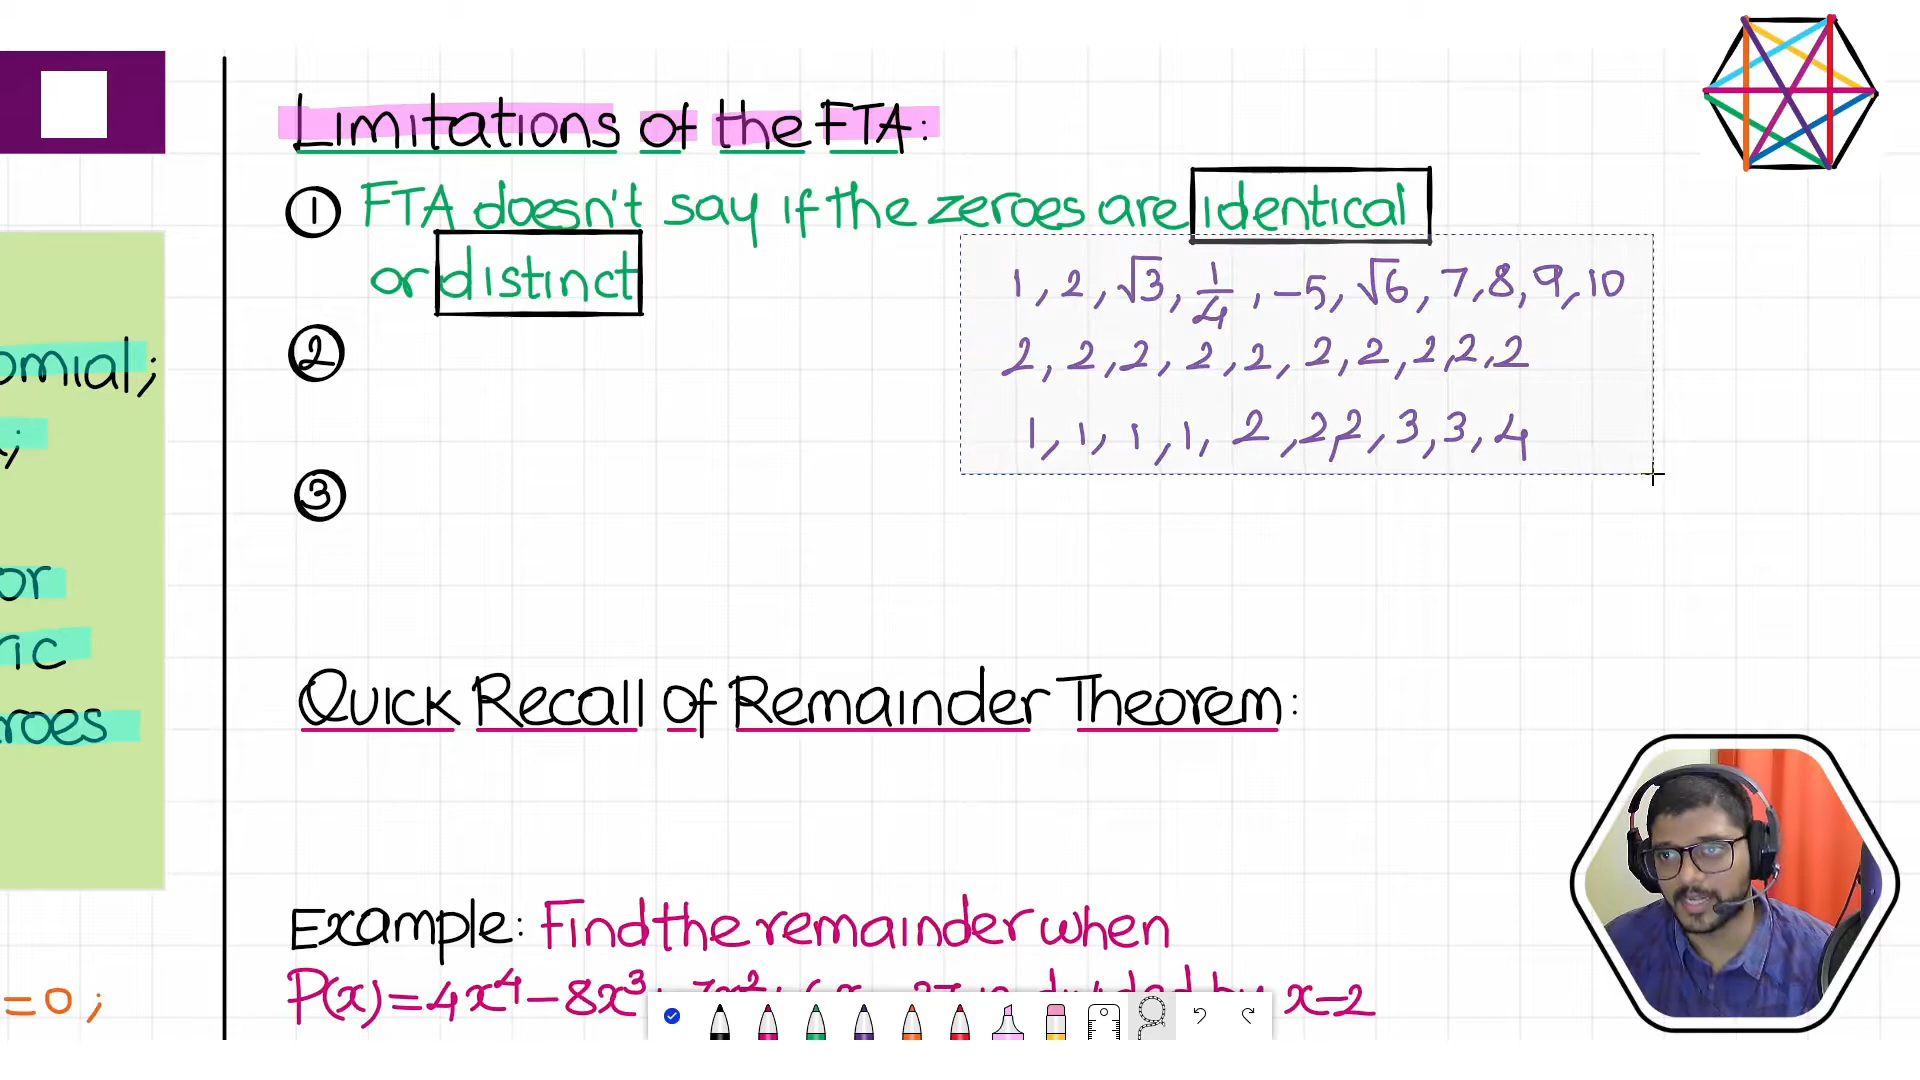 Limitations of the FTA:
① FTA doesn't say if the zeroes are identical
or distinct
1, 2, √3, 1/4, -5, √6, 7, 8, 9, 10
2, 2, 2, 2, 2, 2, 2, 2, 2, 2
1, 1, 1, 1, 2, 2, 2, 3, 3, 4
②
③
omial;
or
ric
roes
=0;
Quick Recall of Remainder Theorem:
Example: Find the remainder when
P(x)=4x⁴-8x³ x-2